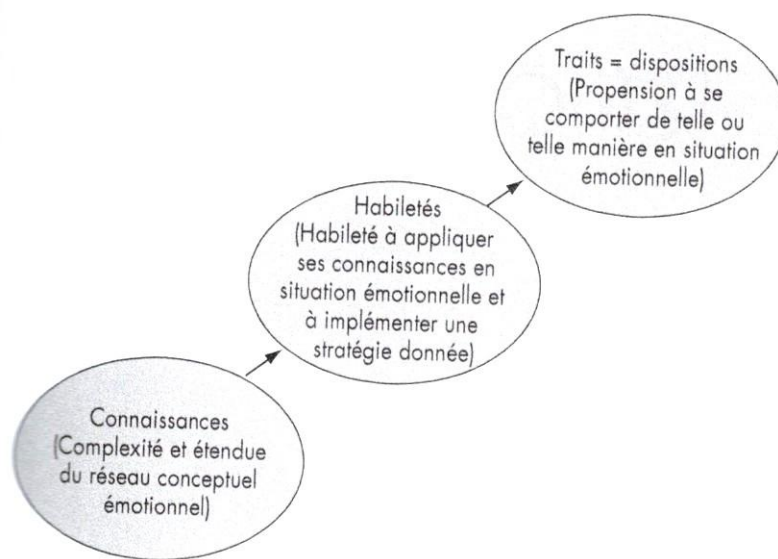 Traits = dispositions
(Propension à se
comporter de telle ou
telle manière en situation
émotionnelle)
Habiletés
(Habileté à appliquer
ses connaissances en
situation émotionnelle et
à implémenter une
stratégie donnée)
Connaissances
(Complexité et étendue
du réseau conceptuel
émotionnel)